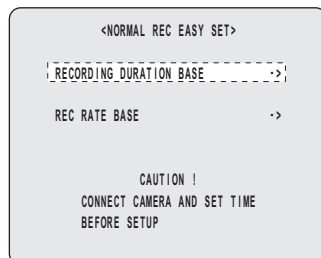 <NORMAL REC EASY SET>
RECORDING DURATION BASE ->
REC RATE BASE ->
CAUTION !
CONNECT CAMERA AND SET TIME
BEFORE SETUP